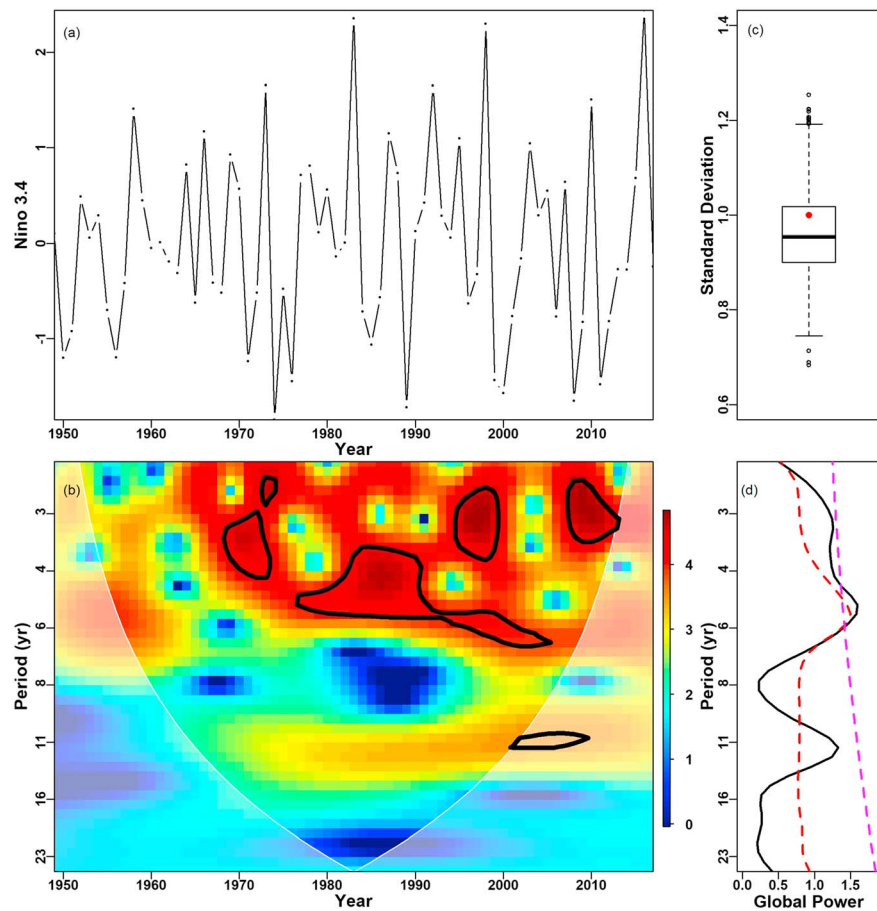 (a)
Nino 3.4
2
1
0
-1
1950 1960 1970 1980 1990 2000 2010
Year
(c)
Standard Deviation
1.4
1.2
1.0
0.8
0.6
(b)
Period (yr)
3
4
6
8
11
16
23
1950 1960 1970 1980 1990 2000 2010
Year
4
3
2
1
0
(d)
Period (yr)
3
4
6
8
11
16
23
0.0 0.5 1.0 1.5
Global Power